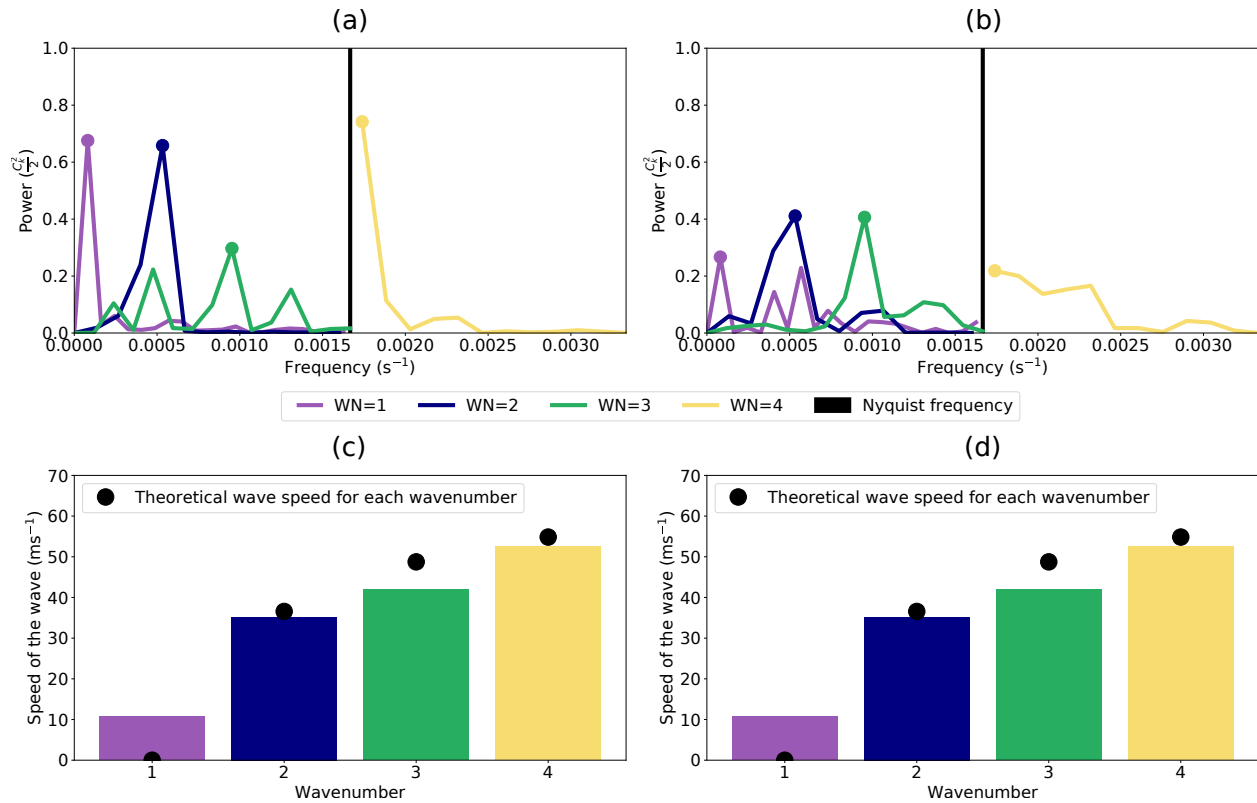 (a)
1.0
0.8
0.6
0.4
0.2
0.0
Power (C_k^2/2)
0.0000 0.0005 0.0010 0.0015 0.0020 0.0025 0.0030
Frequency (s⁻¹)
(b)
1.0
0.8
0.6
0.4
0.2
0.0
Power (C_k^2/2)
0.0000 0.0005 0.0010 0.0015 0.0020 0.0025 0.0030
Frequency (s⁻¹)
WN=1 WN=2 WN=3 WN=4 Nyquist frequency
(c)
70
60
50
40
30
20
10
0
Speed of the wave (ms⁻¹)
Theoretical wave speed for each wavenumber
1 2 3 4
Wavenumber
(d)
70
60
50
40
30
20
10
0
Speed of the wave (ms⁻¹)
Theoretical wave speed for each wavenumber
1 2 3 4
Wavenumber